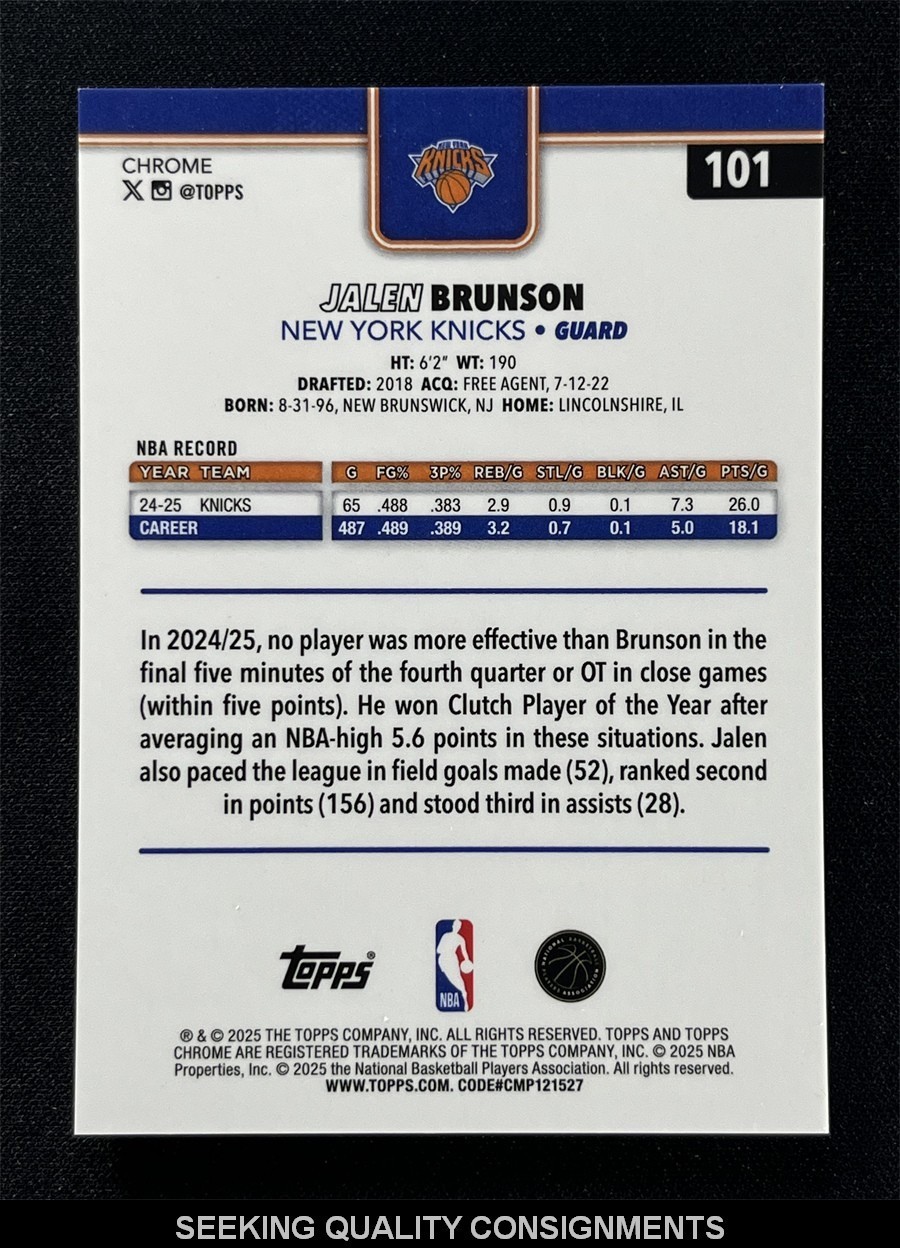 NEW YORK
KNICKS
CHROME
101
@TOPPS
JALEN BRUNSON
NEW YORK KNICKS • GUARD
HT: 6'2" WT: 190
DRAFTED: 2018 ACQ: FREE AGENT, 7-12-22
BORN: 8-31-96, NEW BRUNSWICK, NJ HOME: LINCOLNSHIRE, IL
NBA RECORD
YEAR TEAM G FG% 3P% REB/G STL/G BLK/G AST/G PTS/G
24-25 KNICKS 65 .488 .383 2.9 0.9 0.1 7.3 26.0
CAREER 487 .489 .389 3.2 0.7 0.1 5.0 18.1
In 2024/25, no player was more effective than Brunson in the
final five minutes of the fourth quarter or OT in close games
(within five points). He won Clutch Player of the Year after
averaging an NBA-high 5.6 points in these situations. Jalen
also paced the league in field goals made (52), ranked second
in points (156) and stood third in assists (28).
Topps®
NBA
NATIONAL BASKETBALL
PLAYERS ASSOCIATION
® & © 2025 THE TOPPS COMPANY, INC. ALL RIGHTS RESERVED. TOPPS AND TOPPS
CHROME ARE REGISTERED TRADEMARKS OF THE TOPPS COMPANY, INC. © 2025 NBA
Properties, Inc. © 2025 the National Basketball Players Association. All rights reserved.
WWW.TOPPS.COM. CODE#CMP121527
SEEKING QUALITY CONSIGNMENTS